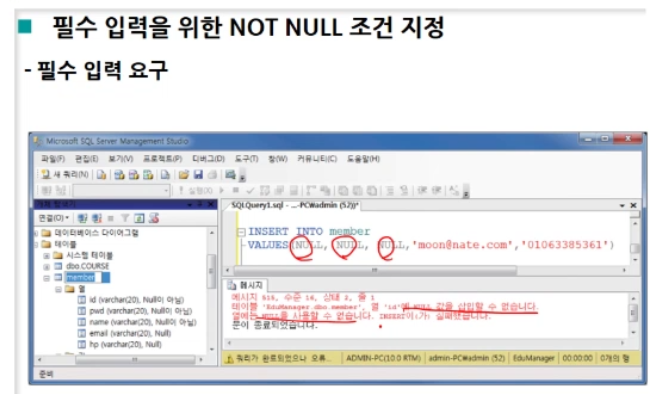 필수 입력을 위한 NOT NULL 조건 지정
- 필수 입력 요구
Microsoft SQL Server Management Studio
파일(F) 편집(E) 보기(V) 프로젝트(P) 디버그(D) 도구(T) 창(W) 커뮤니티(C) 도움말(H)
새 쿼리(N)
실행(X)
개체 탐색기
SQLQuery1.sql - ...-PC\admin (52))*
연결(O)
데이터베이스 다이어그램
테이블
시스템 테이블
dbo.COURSE
member
열
id (varchar(20), Null이 아님)
pwd (varchar(20), Null이 아님)
name (varchar(20), Null이 아님)
email (varchar(20), Null)
hp (varchar(20), Null)
INSERT INTO member
VALUES(NULL, NULL, NULL,'moon@nate.com','01063385361')
메시지
메시지 515, 수준 16, 상태 2, 줄 1
테이블 'EduManager.dbo.member', 열 'id'에 NULL 값을 삽입할 수 없습니다.
열에는 NULL을 사용할 수 없습니다. INSERT이(가) 실패했습니다.
문이 종료되었습니다.
쿼리가 완료되었으나 오류... ADMIN-PC(10.0 RTM) admin-PC\admin (52) EduManager 00:00:00 0개의 행
준비